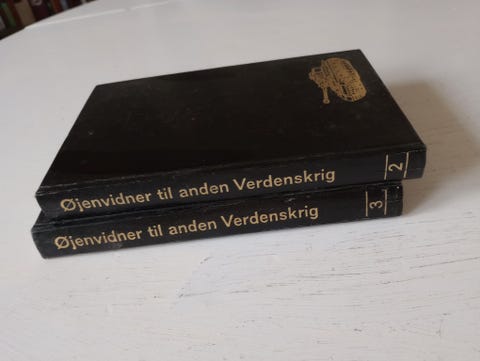 Øjenvidner til anden Verdenskrig 2
Øjenvidner til anden Verdenskrig 3